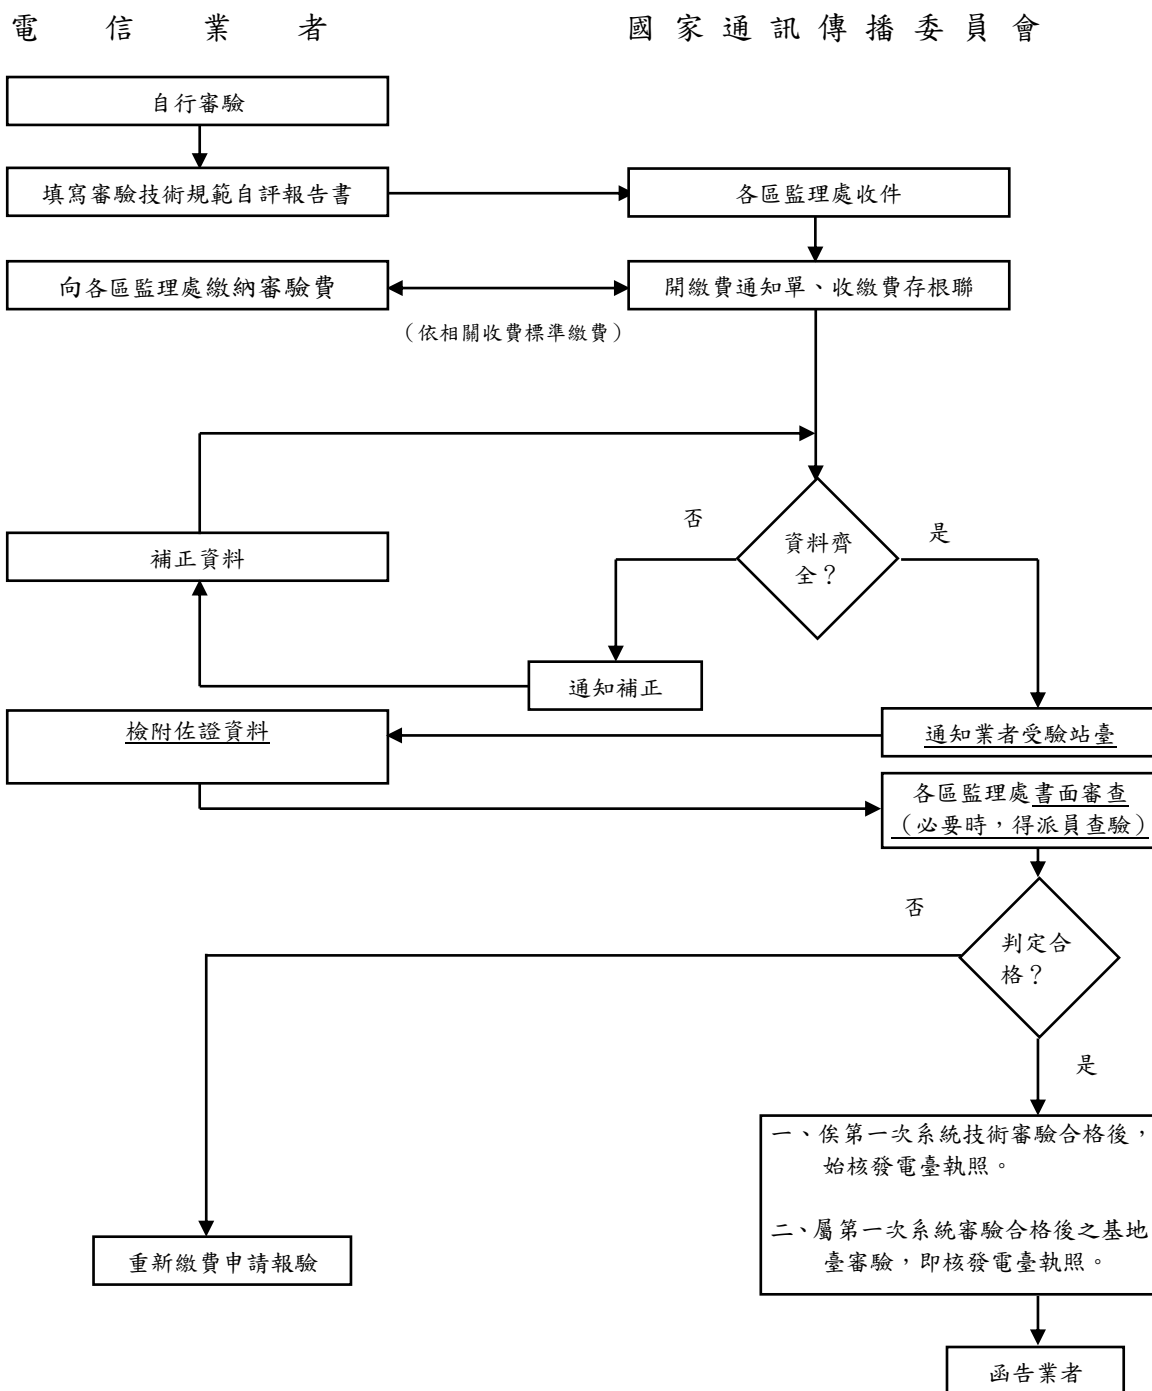 電信業者 國家通訊傳播委員會
自行審驗
填寫審驗技術規範自評報告書
各區監理處收件
向各區監理處繳納審驗費
開繳費通知單、收繳費存根聯
（依相關收費標準繳費）
否
是
資料齊
全？
補正資料
通知補正
檢附佐證資料
通知業者受驗站臺
各區監理處書面審查
（必要時，得派員查驗）
否
判定合
格？
是
一、俟第一次系統技術審驗合格後，
始核發電臺執照。
二、屬第一次系統審驗合格後之基地
臺審驗，即核發電臺執照。
重新繳費申請報驗
函告業者